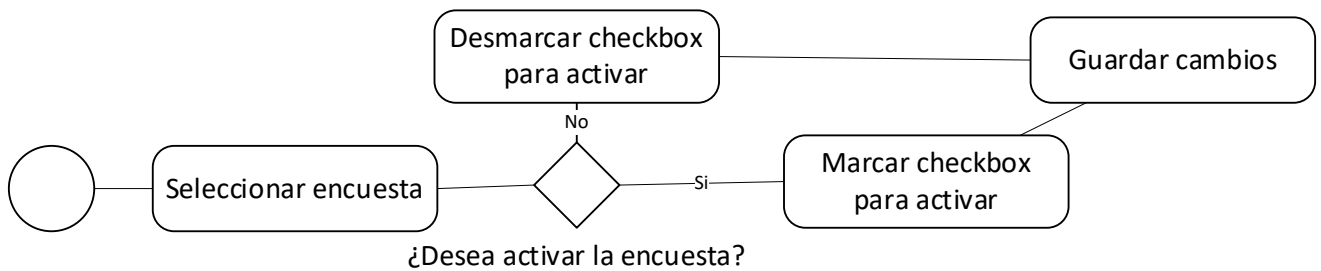 Desmarcar checkbox
para activar
Guardar cambios
No
Seleccionar encuesta
Si
Marcar checkbox
para activar
¿Desea activar la encuesta?